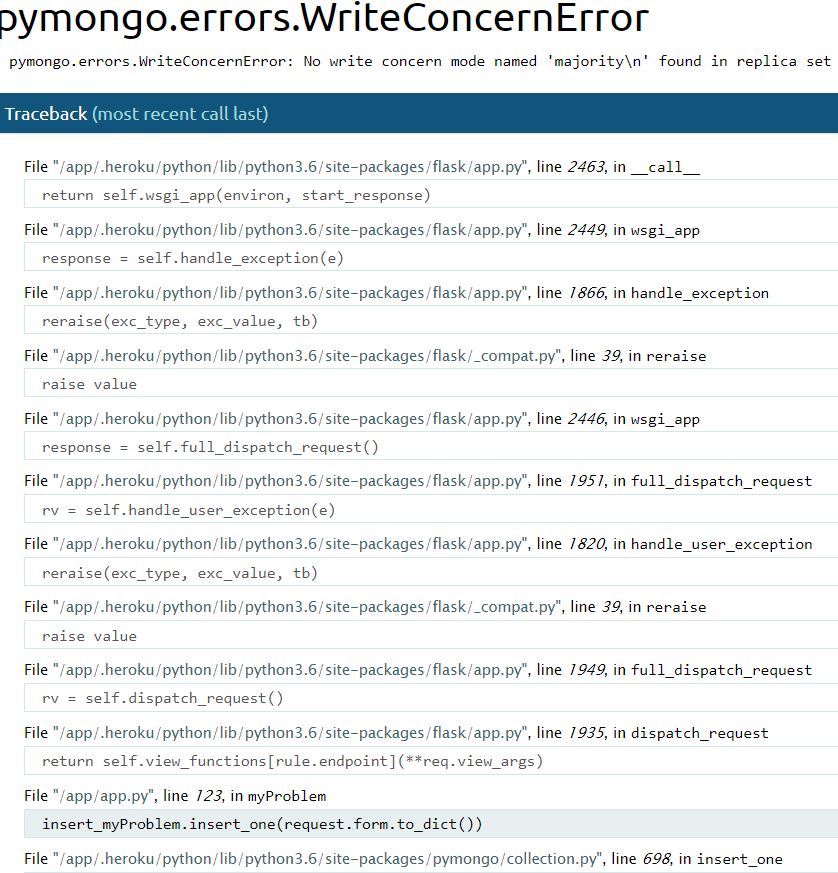 pymongo.errors.WriteConcernError
pymongo.errors.WriteConcernError: No write concern mode named 'majority\n' found in replica set
Traceback (most recent call last)
File "/app/.heroku/python/lib/python3.6/site-packages/flask/app.py", line 2463, in __call__
return self.wsgi_app(environ, start_response)
File "/app/.heroku/python/lib/python3.6/site-packages/flask/app.py", line 2449, in wsgi_app
response = self.handle_exception(e)
File "/app/.heroku/python/lib/python3.6/site-packages/flask/app.py", line 1866, in handle_exception
reraise(exc_type, exc_value, tb)
File "/app/.heroku/python/lib/python3.6/site-packages/flask/_compat.py", line 39, in reraise
raise value
File "/app/.heroku/python/lib/python3.6/site-packages/flask/app.py", line 2446, in wsgi_app
response = self.full_dispatch_request()
File "/app/.heroku/python/lib/python3.6/site-packages/flask/app.py", line 1951, in full_dispatch_request
rv = self.handle_user_exception(e)
File "/app/.heroku/python/lib/python3.6/site-packages/flask/app.py", line 1820, in handle_user_exception
reraise(exc_type, exc_value, tb)
File "/app/.heroku/python/lib/python3.6/site-packages/flask/_compat.py", line 39, in reraise
raise value
File "/app/.heroku/python/lib/python3.6/site-packages/flask/app.py", line 1949, in full_dispatch_request
rv = self.dispatch_request()
File "/app/.heroku/python/lib/python3.6/site-packages/flask/app.py", line 1935, in dispatch_request
return self.view_functions[rule.endpoint](**req.view_args)
File "/app/app.py", line 123, in myProblem
insert_myProblem.insert_one(request.form.to_dict())
File "/app/.heroku/python/lib/python3.6/site-packages/pymongo/collection.py", line 698, in insert_one